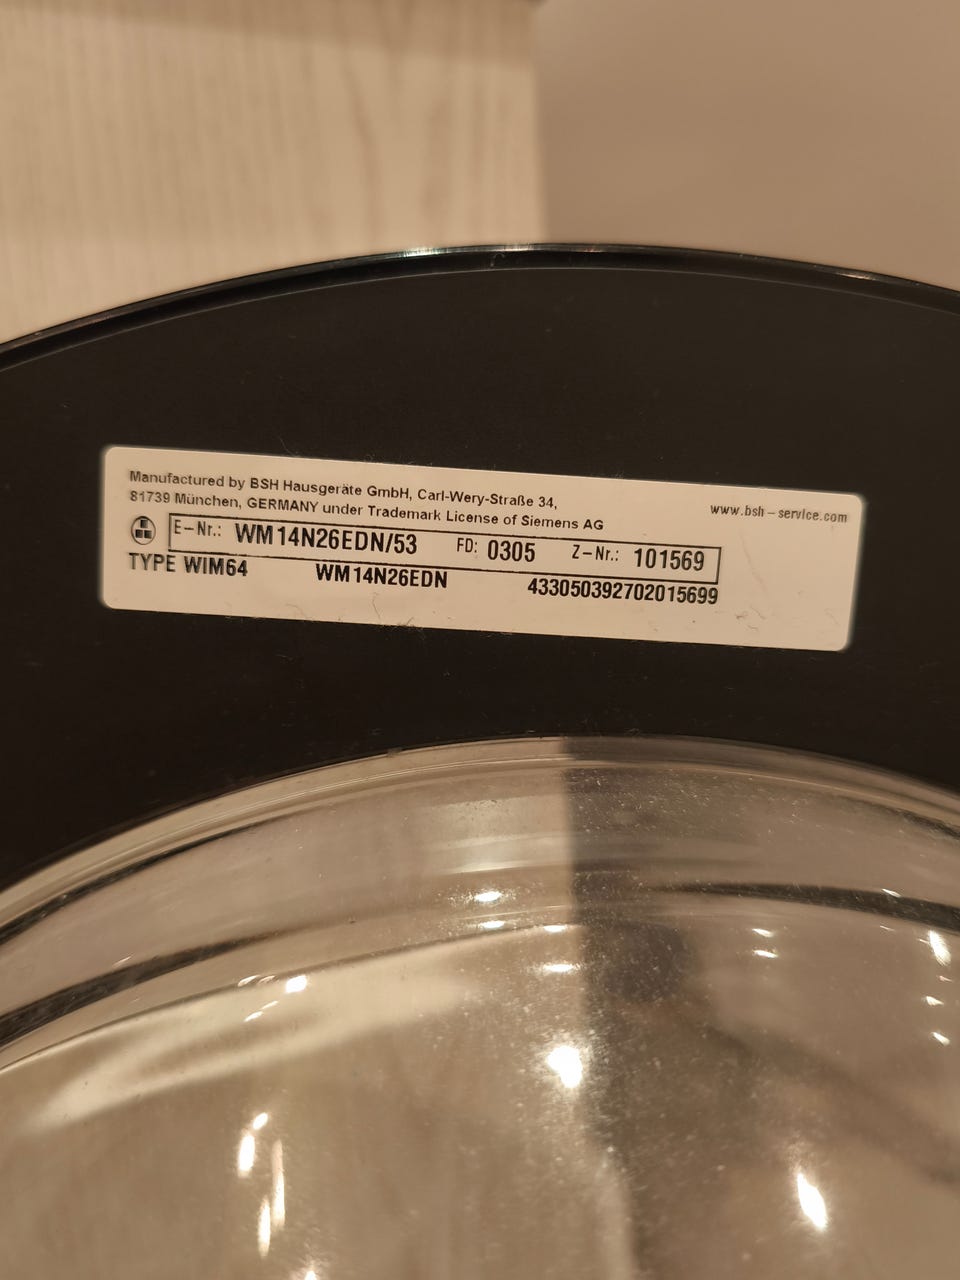 Manufactured by BSH Hausgeräte GmbH, Carl-Wery-Straße 34,
81739 München, GERMANY under Trademark License of Siemens AG
www.bsh-service.com
E-Nr.: WM14N26EDN/53 FD: 0305 Z-Nr.: 101569
TYPE WIM64 WM14N26EDN 433050392702015699